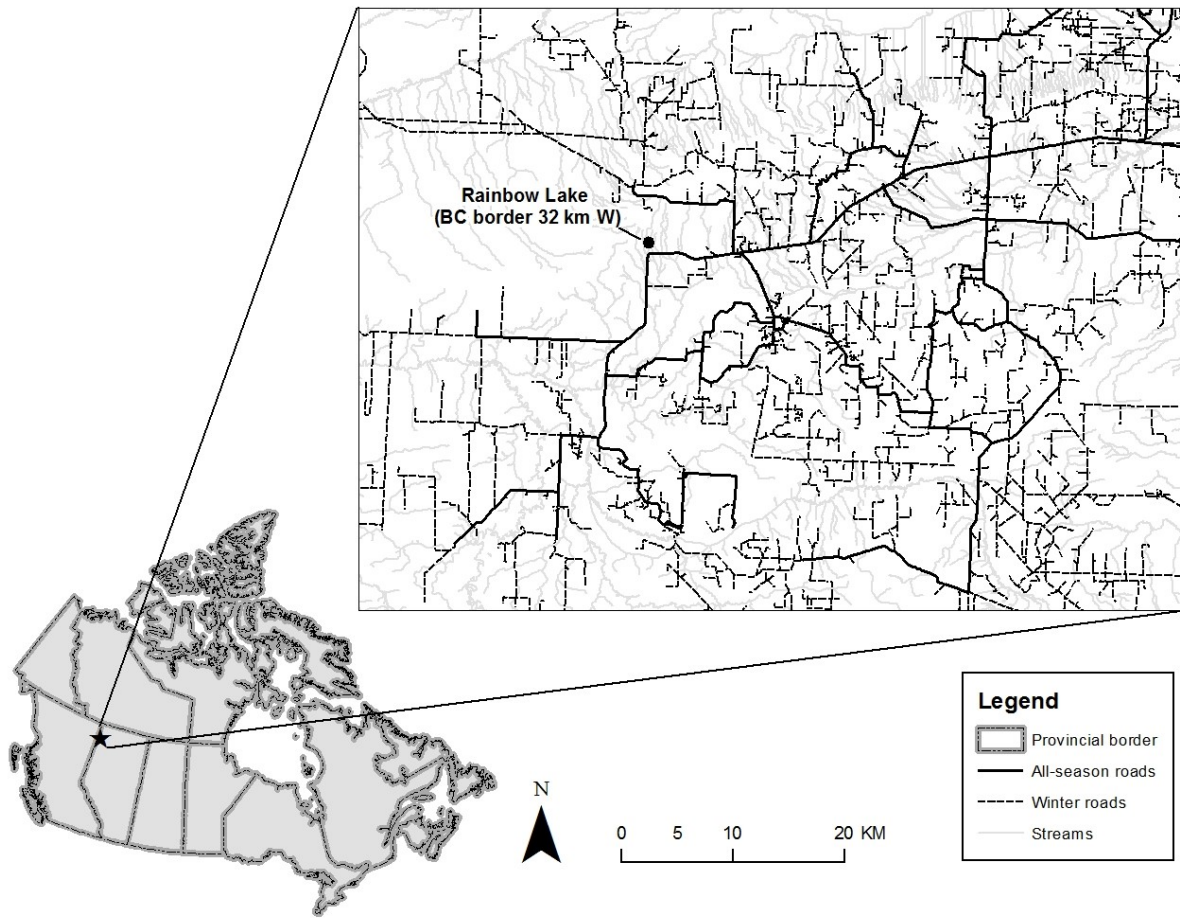 Rainbow Lake
(BC border 32 km W)
Legend
Provincial border
All-season roads
Winter roads
Streams
N
0 5 10 20 KM